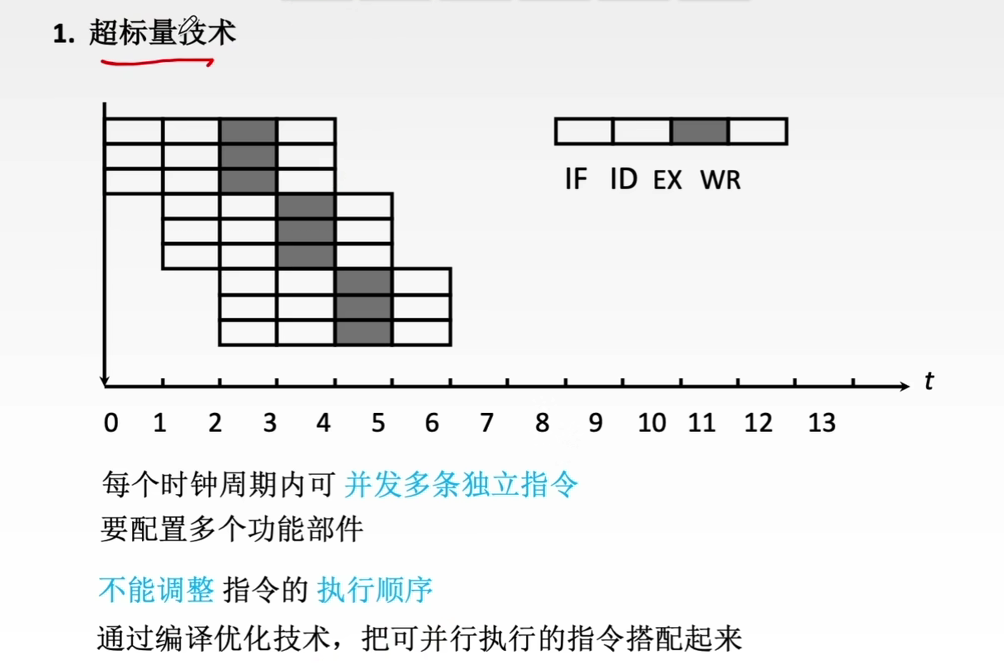 1. 超标量技术
IF ID EX WR
t
0 1 2 3 4 5 6 7 8 9 10 11 12 13
每个时钟周期内可 并发多条独立指令
要配置多个功能部件
不能调整 指令的 执行顺序
通过编译优化技术，把可并行执行的指令搭配起来